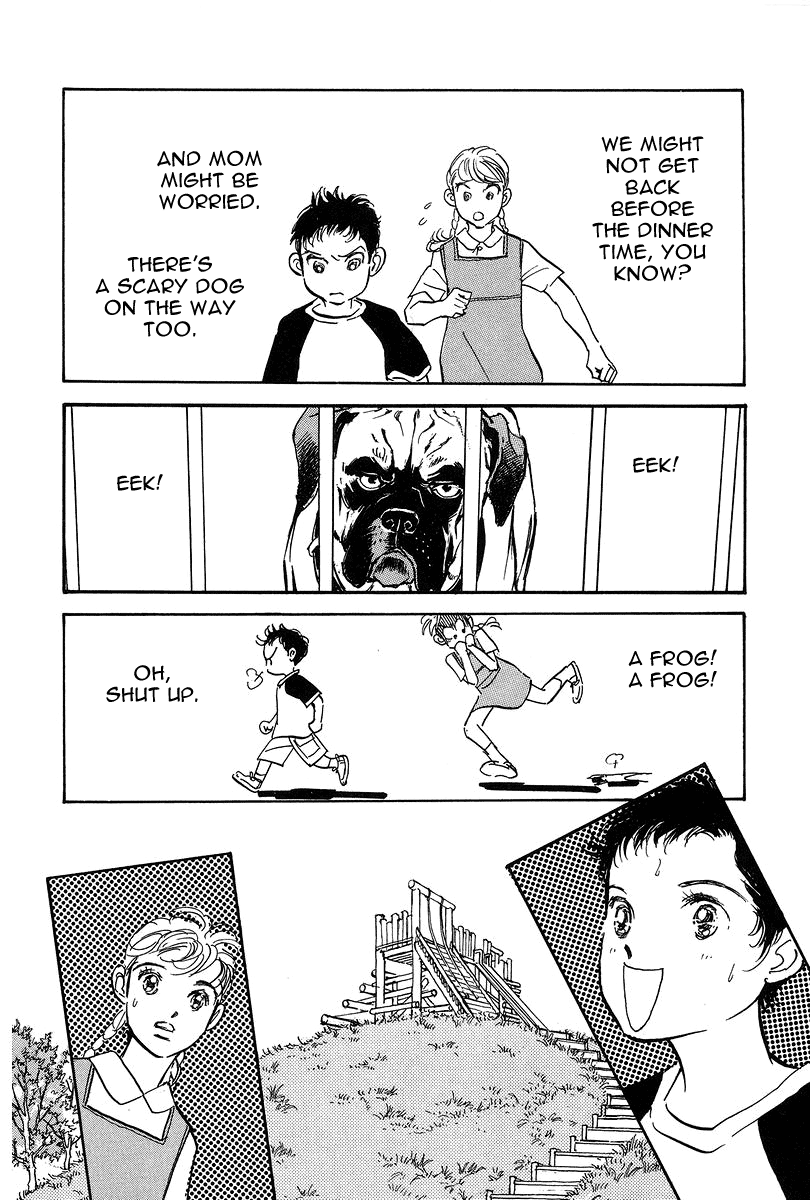 WE MIGHT
NOT GET
BACK
BEFORE
THE DINNER
TIME, YOU
KNOW?
AND MOM
MIGHT BE
WORRIED.
THERE'S
A SCARY DOG
ON THE WAY
TOO.
EEK!
EEK!
A FROG!
A FROG!
OH,
SHUT UP.